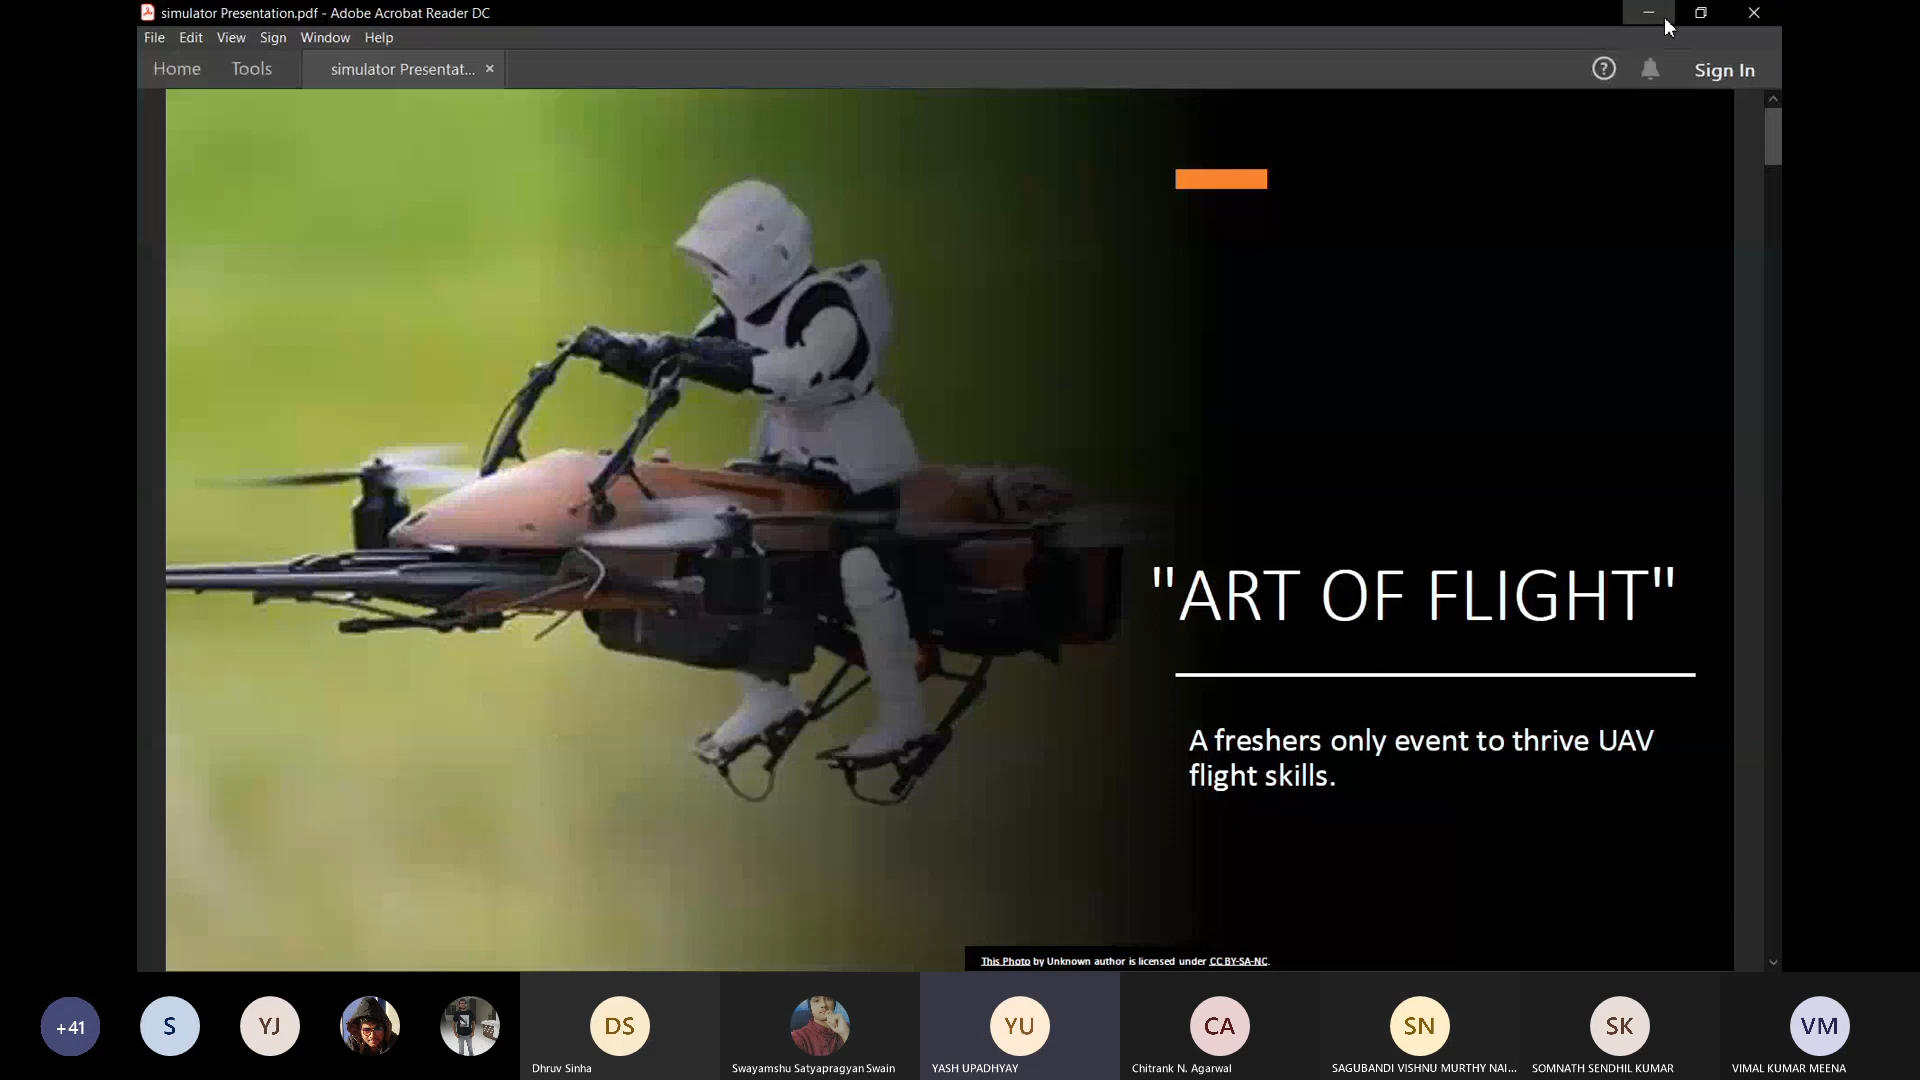 simulator Presentation.pdf - Adobe Acrobat Reader DC
File Edit View Sign Window Help
Home Tools simulator Presentat... × Sign In
"ART OF FLIGHT"
A freshers only event to thrive UAV
flight skills.
This Photo by Unknown author is licensed under CC BY-SA-NC.
+41 S YJ DS YU CA SN SK VM
Dhruv Sinha Swayamshu Satyapragyan Swain YASH UPADHYAY Chitrank N. Agarwal SAGUBANDI VISHNU MURTHY NAI... SOMNATH SENDHIL KUMAR VIMAL KUMAR MEENA